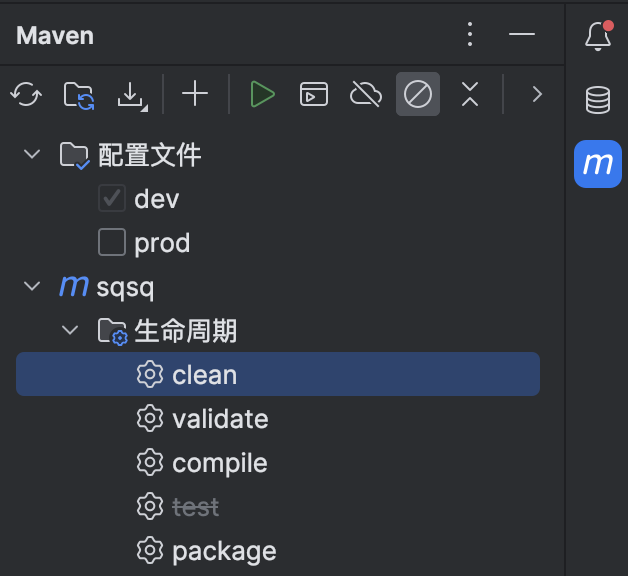 Maven
配置文件
dev
prod
m sqsq
生命周期
clean
validate
compile
test
package
m